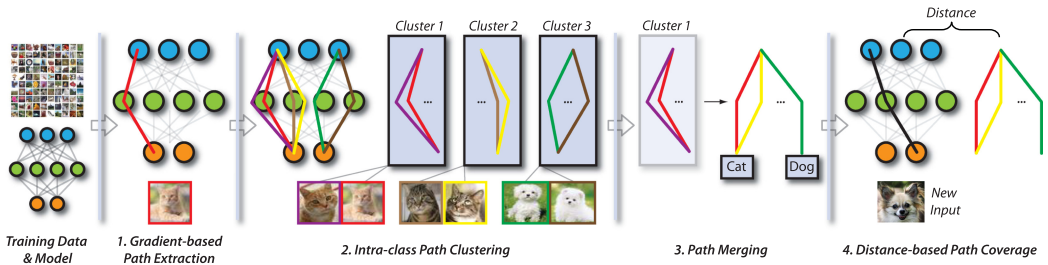 Cluster 1
Cluster 2
Cluster 3
Cluster 1
Distance
...
...
...
...
...
...
Cat
Dog
New
Input
Training Data
& Model
1. Gradient-based
Path Extraction
2. Intra-class Path Clustering
3. Path Merging
4. Distance-based Path Coverage